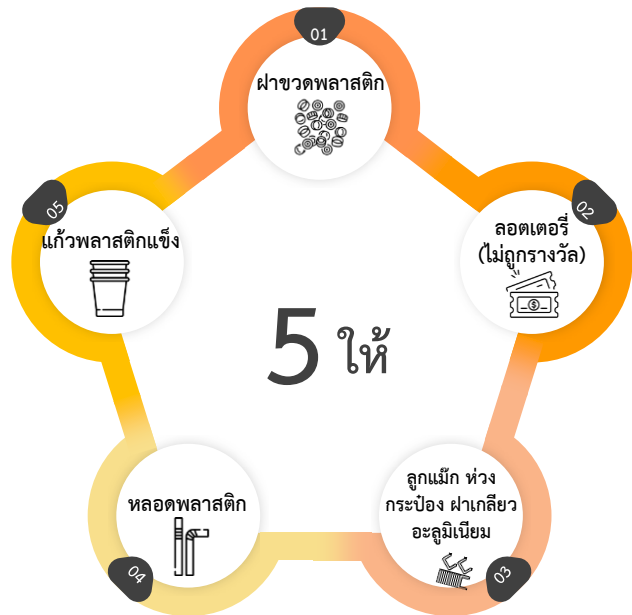 01
ฝาขวดพลาสติก
02
ลอตเตอรี่
(ไม่ถูกรางวัล)
03
ลูกแม๊ก ห่วง
กระป๋อง ฝาเกลียว
อะลูมิเนียม
04
หลอดพลาสติก
05
แก้วพลาสติกแข็ง
5 ให้